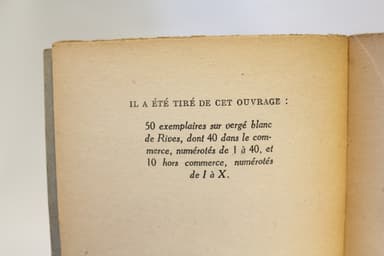 IL A ÉTÉ TIRÉ DE CET OUVRAGE :
50 exemplaires sur vergé blanc
de Rives, dont 40 dans le com-
merce, numérotés de 1 à 40, et
10 hors commerce, numérotés
de I à X.